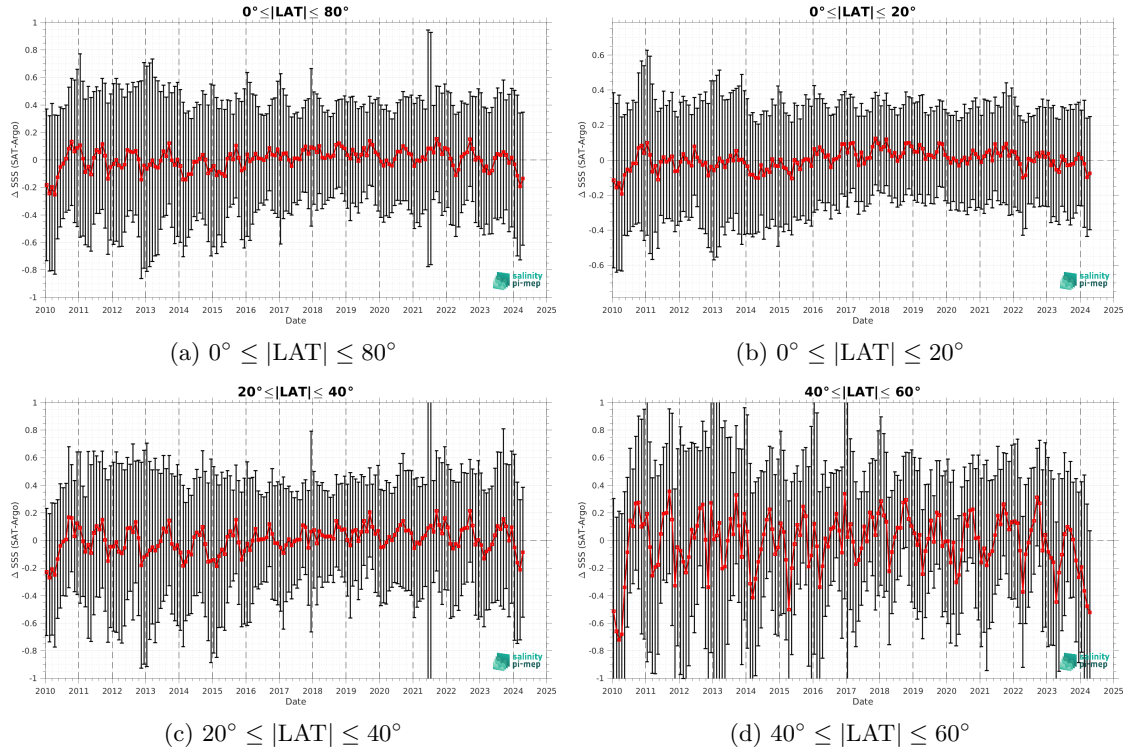 0°≤|LAT|≤ 80°
1
0.8
0.6
0.4
0.2
0
-0.2
-0.4
-0.6
-0.8
-1
Δ SSS (SAT-Argo)
2010 2011 2012 2013 2014 2015 2016 2017 2018 2019 2020 2021 2022 2023 2024 2025
Date
salinity
pi-mep
(a) 0° ≤ |LAT| ≤ 80°
0°≤|LAT|≤ 20°
0.6
0.4
0.2
0
-0.2
-0.4
-0.6
Δ SSS (SAT-Argo)
2010 2011 2012 2013 2014 2015 2016 2017 2018 2019 2020 2021 2022 2023 2024 2025
Date
salinity
pi-mep
(b) 0° ≤ |LAT| ≤ 20°
20°≤|LAT|≤ 40°
1
0.8
0.6
0.4
0.2
0
-0.2
-0.4
-0.6
-0.8
-1
Δ SSS (SAT-Argo)
2010 2011 2012 2013 2014 2015 2016 2017 2018 2019 2020 2021 2022 2023 2024 2025
Date
salinity
pi-mep
(c) 20° ≤ |LAT| ≤ 40°
40°≤|LAT|≤ 60°
1
0.8
0.6
0.4
0.2
0
-0.2
-0.4
-0.6
-0.8
-1
Δ SSS (SAT-Argo)
2010 2011 2012 2013 2014 2015 2016 2017 2018 2019 2020 2021 2022 2023 2024 2025
Date
salinity
pi-mep
(d) 40° ≤ |LAT| ≤ 60°